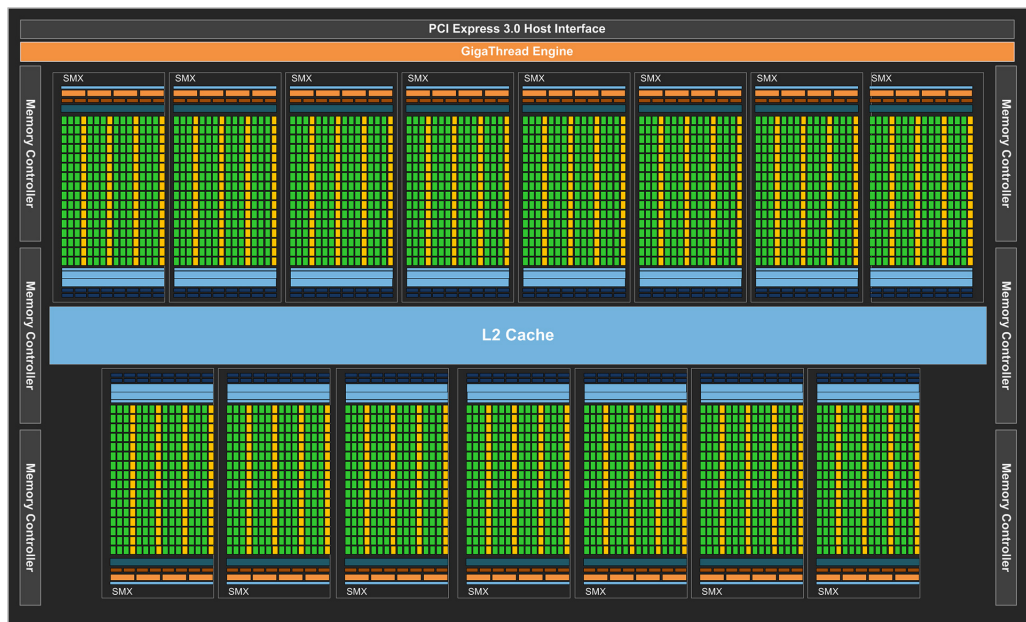 PCI Express 3.0 Host Interface
GigaThread Engine
SMX
SMX
SMX
SMX
SMX
SMX
SMX
SMX
Memory Controller
Memory Controller
Memory Controller
Memory Controller
L2 Cache
Memory Controller
Memory Controller
SMX
SMX
SMX
SMX
SMX
SMX
SMX